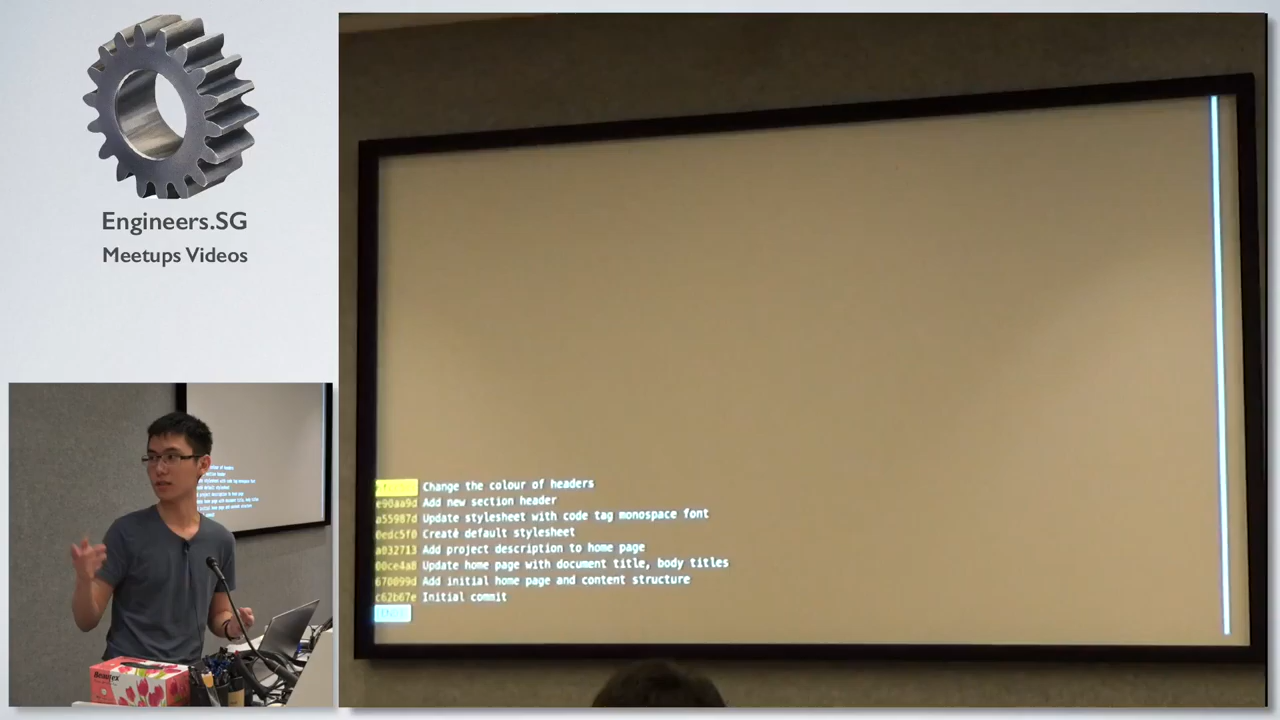 Engineers.SG
Meetups Videos
Change the colour of headers
e90aa9d Add new section header
a55987d Update stylesheet with code tag monospace font
0edc5f0 Create default stylesheet
a032713 Add project description to home page
00ce4a8 Update home page with document title, body titles
670099d Add initial home page and content structure
c62b67e Initial commit
Beautex